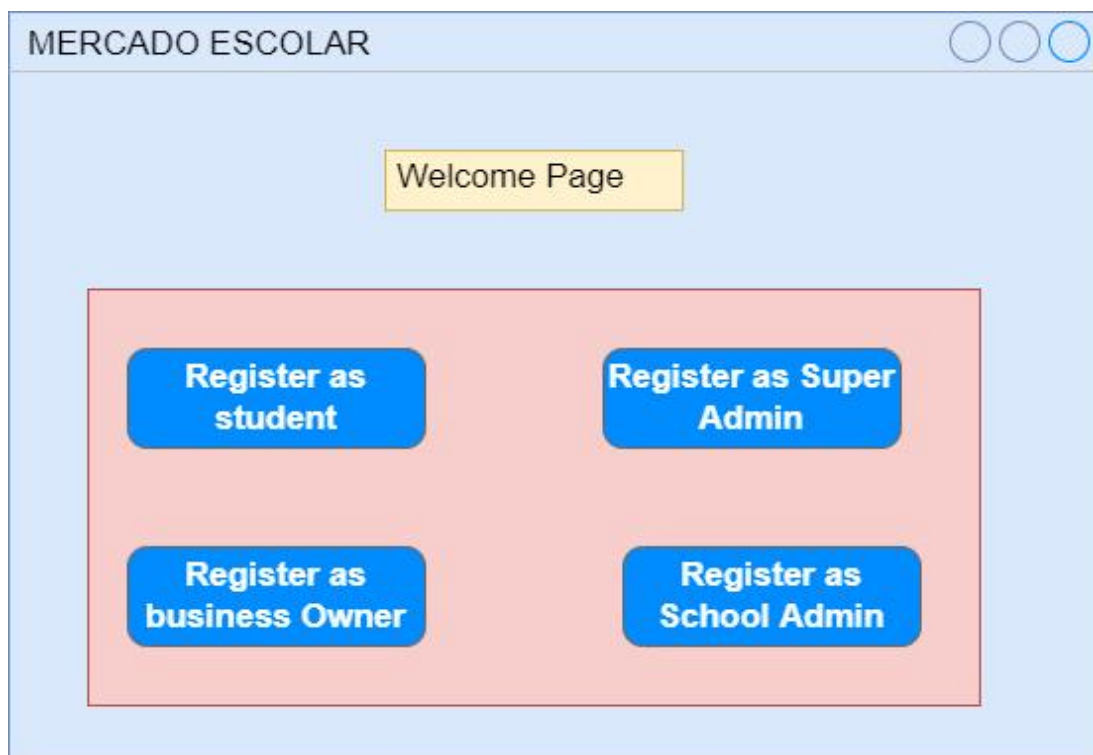 MERCADO ESCOLAR
Welcome Page
Register as
student
Register as Super
Admin
Register as
business Owner
Register as
School Admin